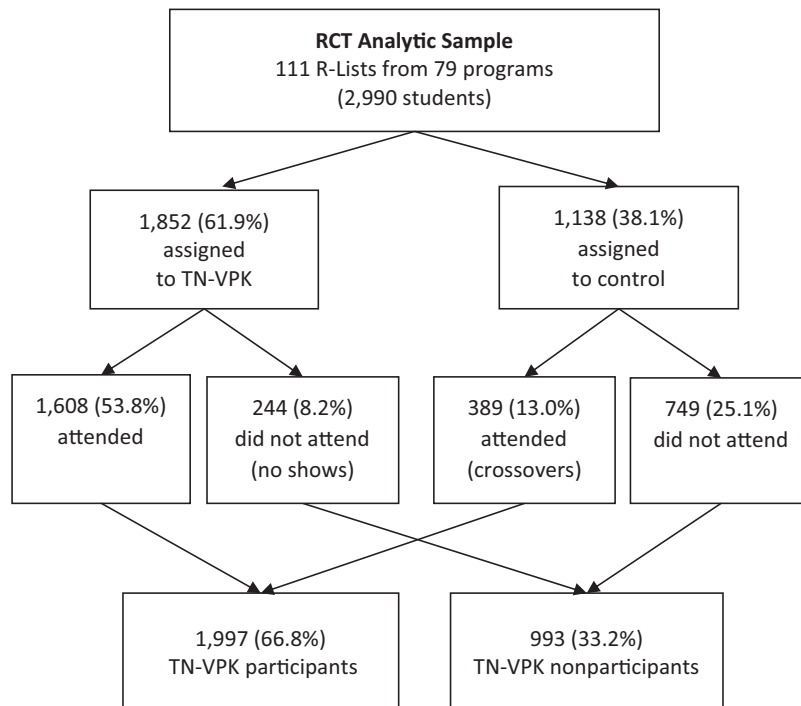 RCT Analytic Sample
111 R-Lists from 79 programs
(2,990 students)
1,852 (61.9%)
assigned
to TN-VPK
1,138 (38.1%)
assigned
to control
1,608 (53.8%)
attended
244 (8.2%)
did not attend
(no shows)
389 (13.0%)
attended
(crossovers)
749 (25.1%)
did not attend
1,997 (66.8%)
TN-VPK participants
993 (33.2%)
TN-VPK nonparticipants